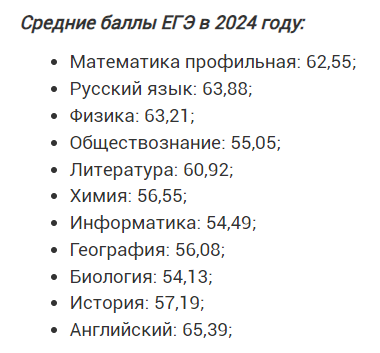 Средние баллы ЕГЭ в 2024 году:
• Математика профильная: 62,55;
• Русский язык: 63,88;
• Физика: 63,21;
• Обществознание: 55,05;
• Литература: 60,92;
• Химия: 56,55;
• Информатика: 54,49;
• География: 56,08;
• Биология: 54,13;
• История: 57,19;
• Английский: 65,39;